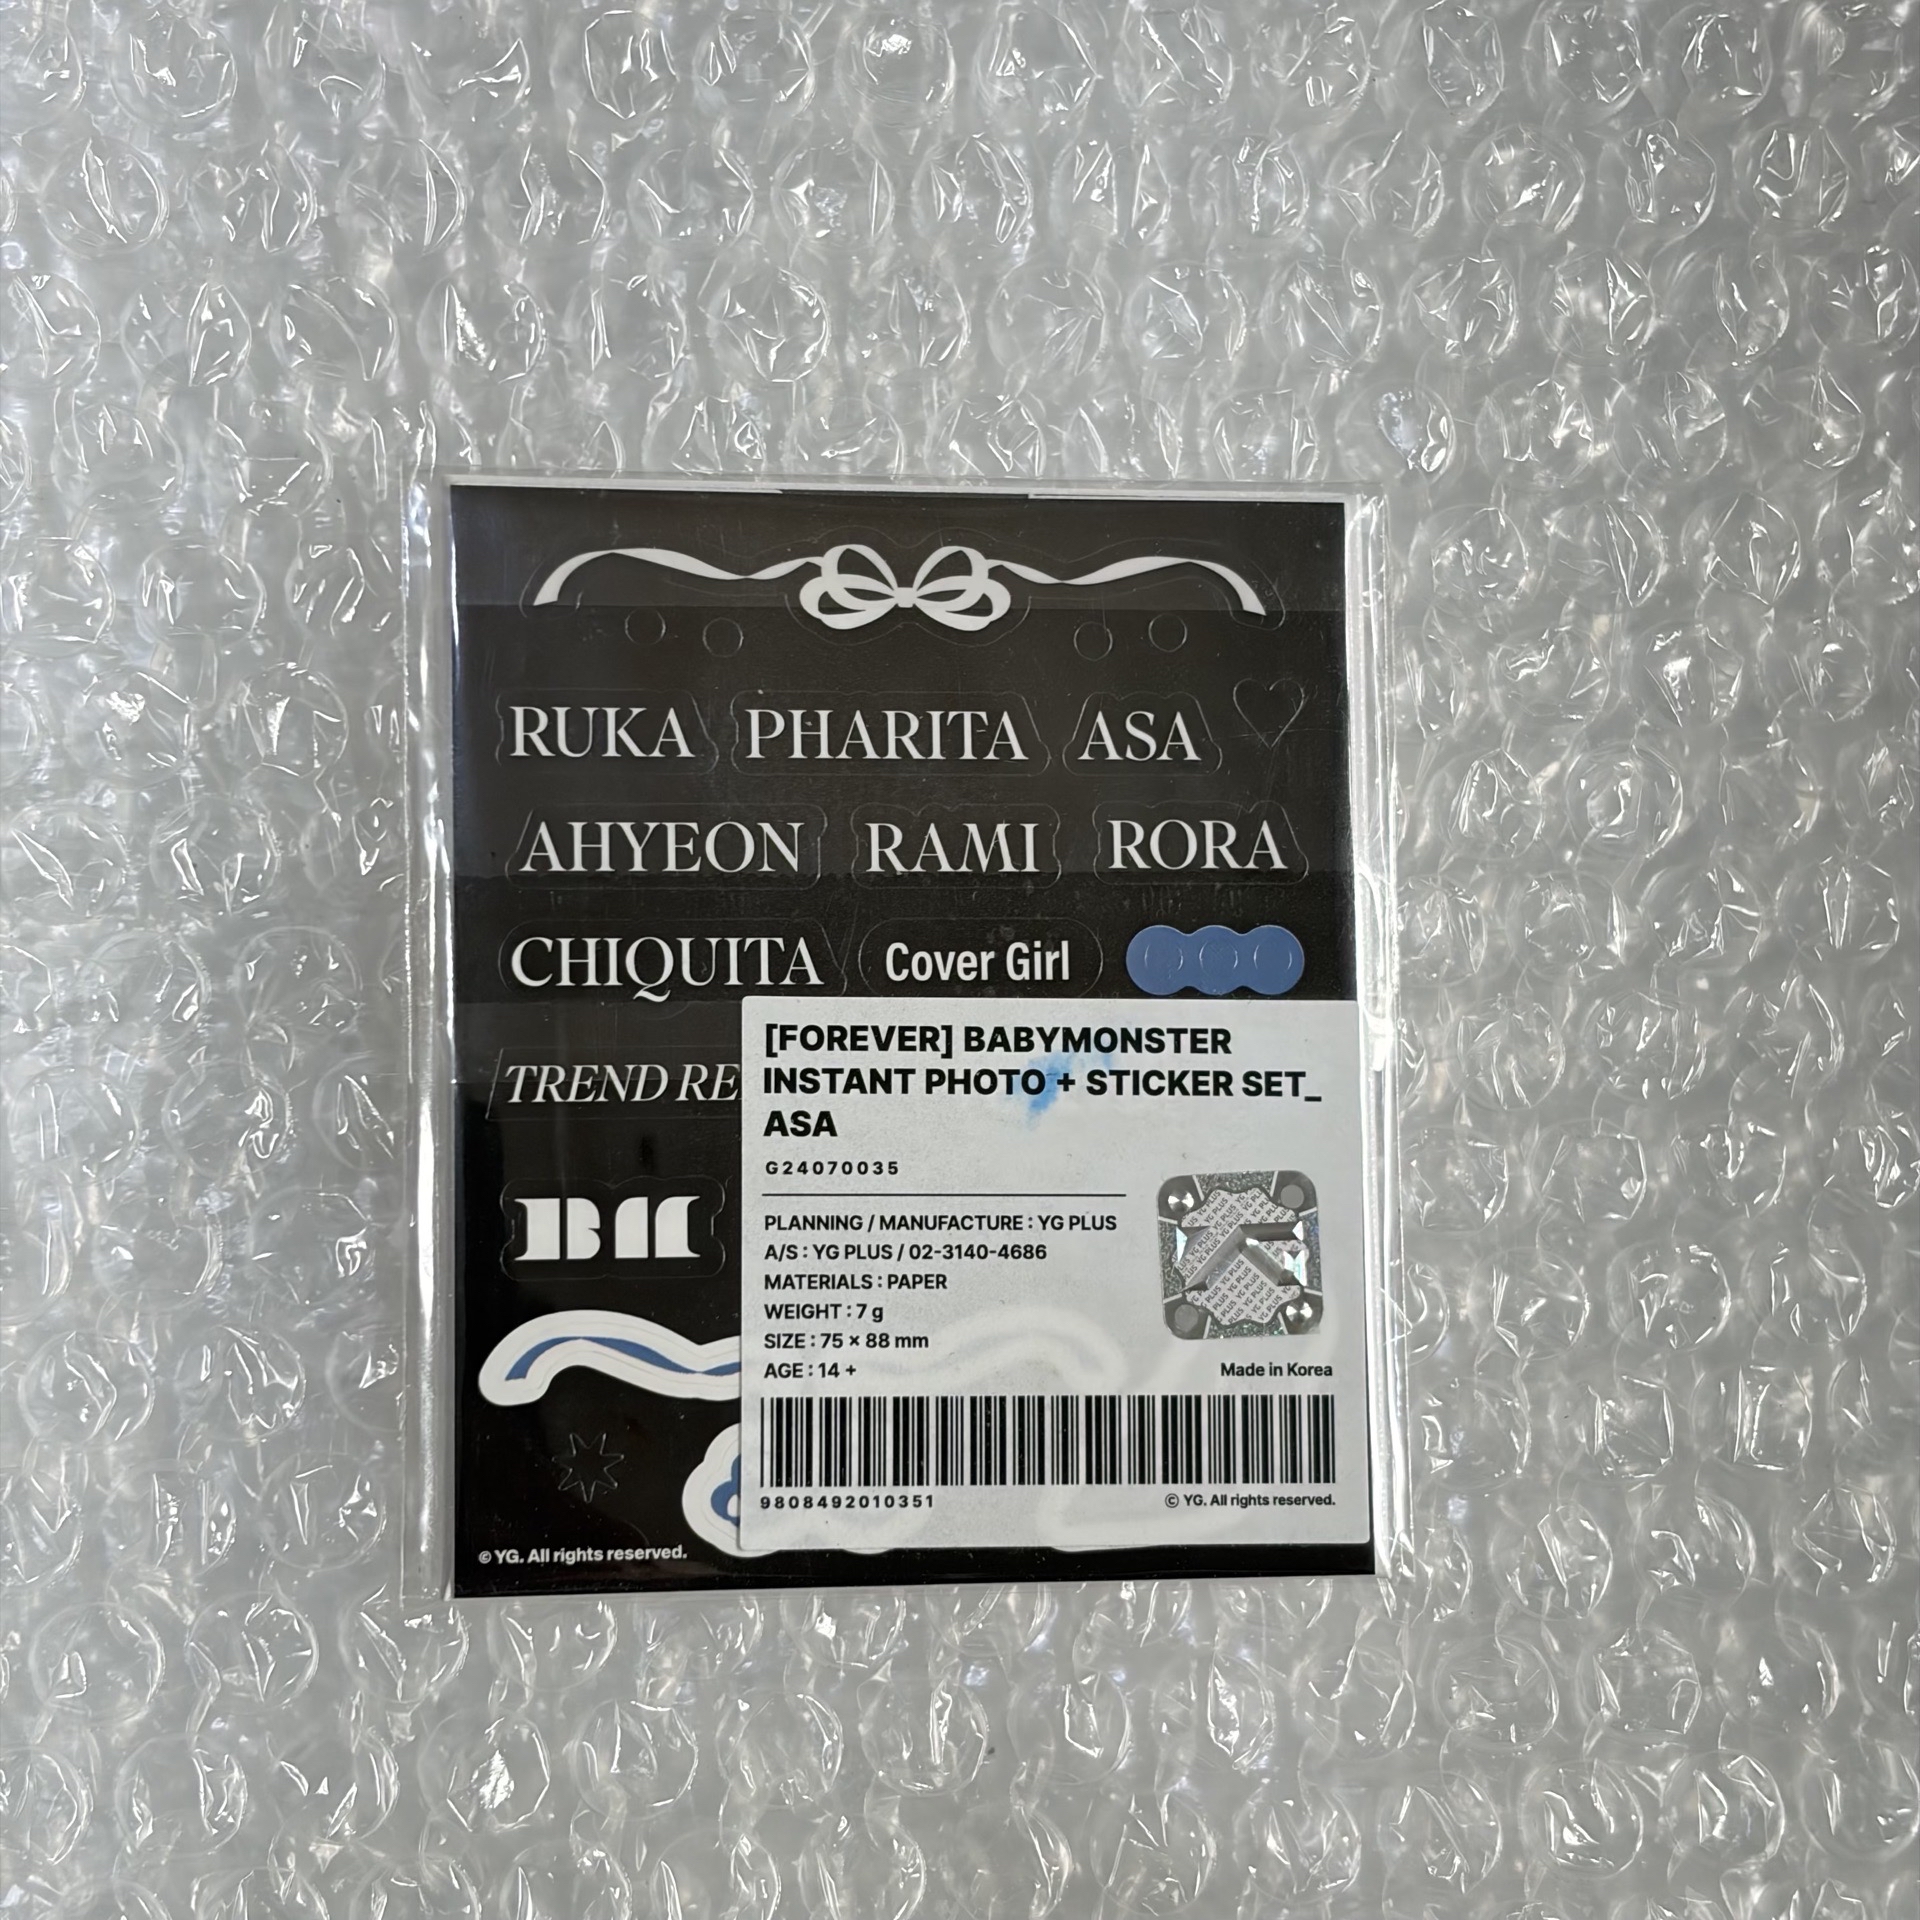 RUKA PHARITA ASA
AHYEON RAMI RORA
CHIQUITA Cover Girl
TREND RE
[FOREVER] BABYMONSTER
INSTANT PHOTO + STICKER SET_
ASA
G24070035
PLANNING / MANUFACTURE : YG PLUS
A/S : YG PLUS / 02-3140-4686
MATERIALS : PAPER
WEIGHT : 7 g
SIZE : 75 × 88 mm
AGE : 14 +
Made in Korea
9808492010351
© YG. All rights reserved.
© YG. All rights reserved.